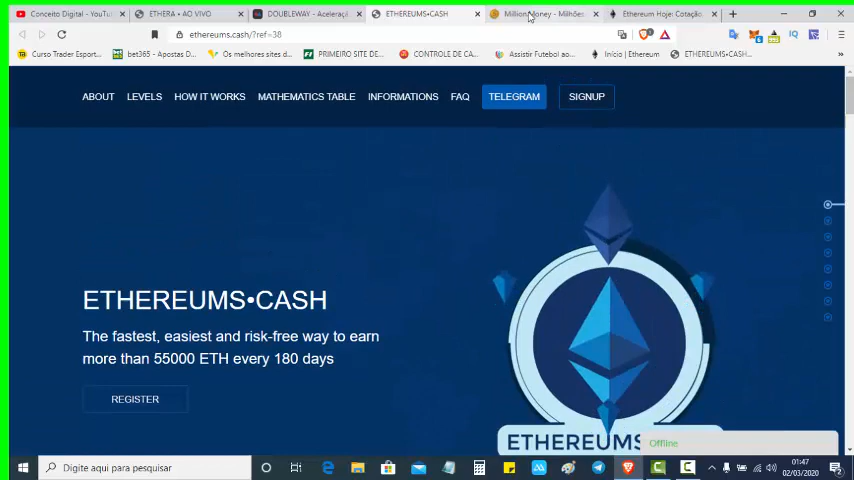 Conceito Digital - YouTu
ETHERA • AO VIVO
DOUBLEWAY - Aceleraçã
ETHEREUMS•CASH
Million Money - Milhões
Ethereum Hoje: Cotação
ethereums.cash/?ref=38
Curso Trader Esport...
bet365 - Apostas D...
Os melhores sites d...
PRIMEIRO SITE DE...
CONTROLE DE CA...
Assistir Futebol ao...
Início | Ethereum
ETHEREUMS•CASH...
ABOUT
LEVELS
HOW IT WORKS
MATHEMATICS TABLE
INFORMATIONS
FAQ
TELEGRAM
SIGNUP
ETHEREUMS•CASH
The fastest, easiest and risk-free way to earn
more than 55000 ETH every 180 days
REGISTER
ETHEREUMS
Offline
Digite aqui para pesquisar
01:47
02/03/2020